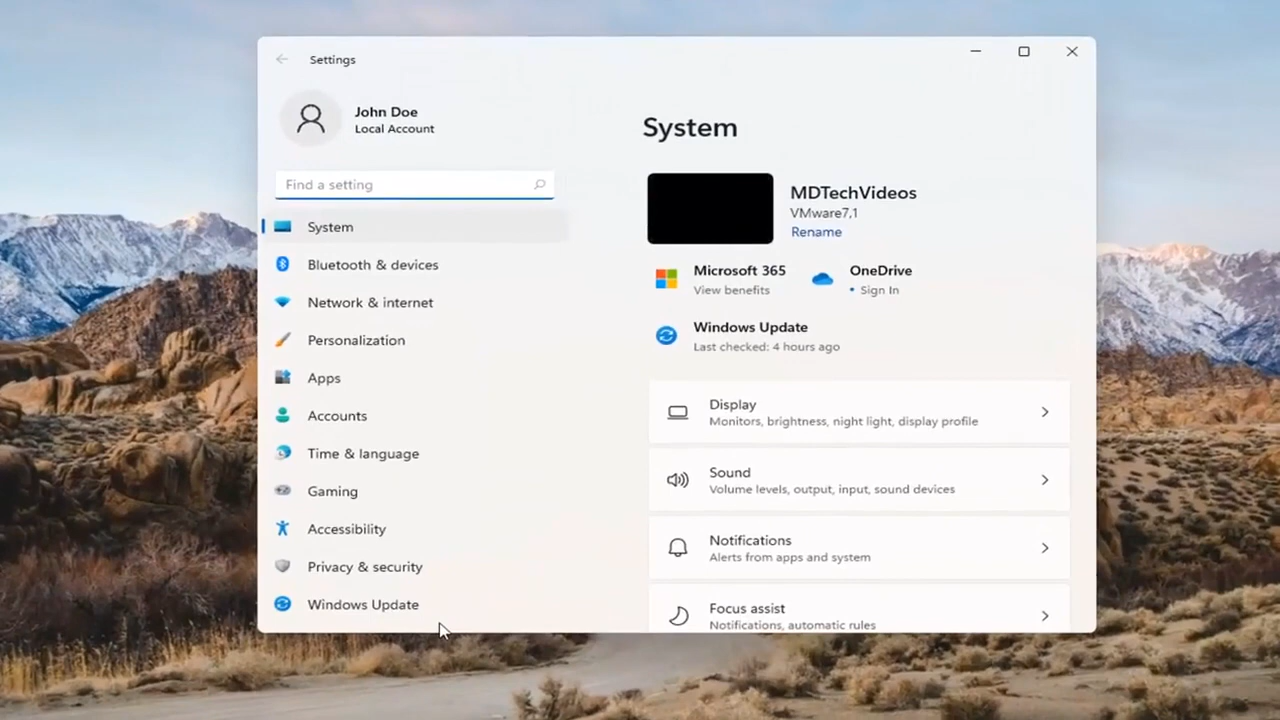 Settings
John Doe
Local Account
Find a setting
System
Bluetooth & devices
Network & internet
Personalization
Apps
Accounts
Time & language
Gaming
Accessibility
Privacy & security
Windows Update
System
MDTechVideos
VMware7,1
Rename
Microsoft 365
View benefits
OneDrive
• Sign In
Windows Update
Last checked: 4 hours ago
Display
Monitors, brightness, night light, display profile
Sound
Volume levels, output, input, sound devices
Notifications
Alerts from apps and system
Focus assist
Notifications, automatic rules